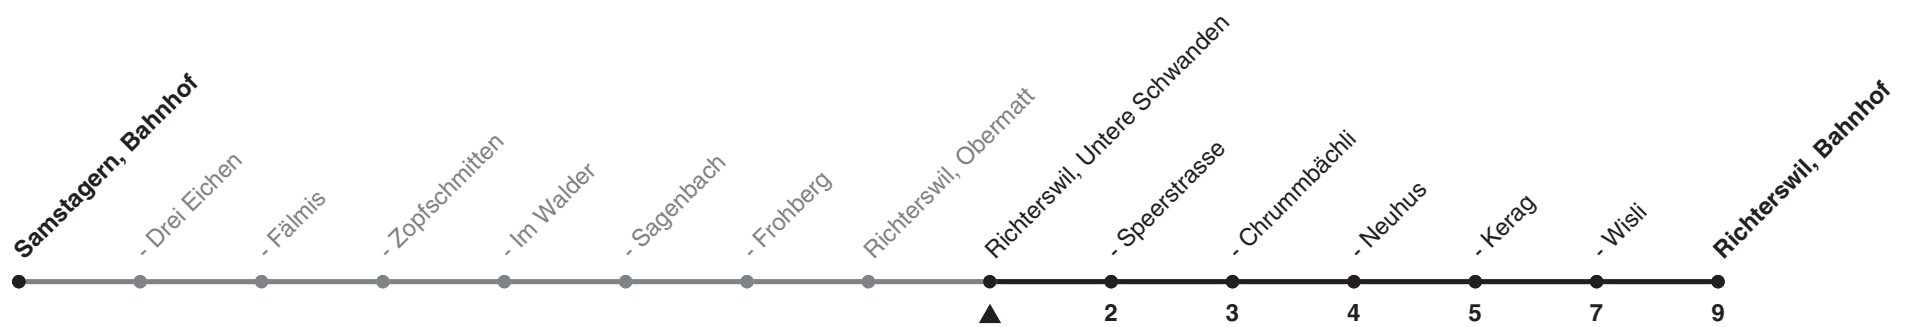 Samstagern, Bahnhof
- Drei Eichen
- Fälmis
- Zopfschmitten
- Im Walder
- Sagenbach
- Frohberg
Richterswil, Obermatt
Richterswil, Untere Schwanden
- Speerstrasse
- Chrummbächli
- Neuhus
- Kerag
- Wisli
Richterswil, Bahnhof
2 3 4 5 7 9